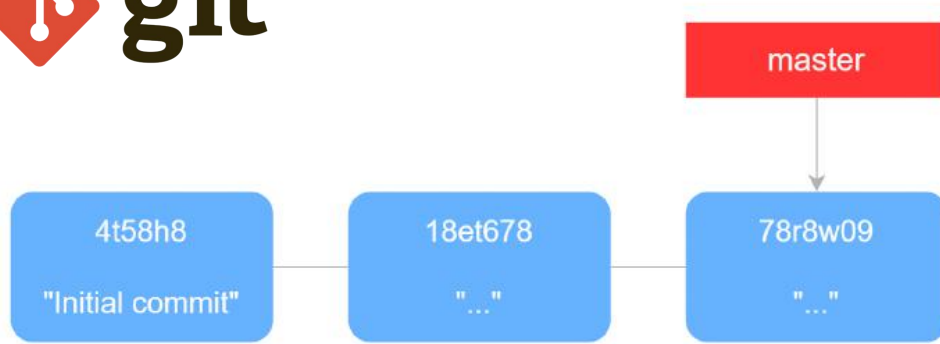 git
master
4t58h8
"Initial commit"
18et678
"..."
78r8w09
"..."